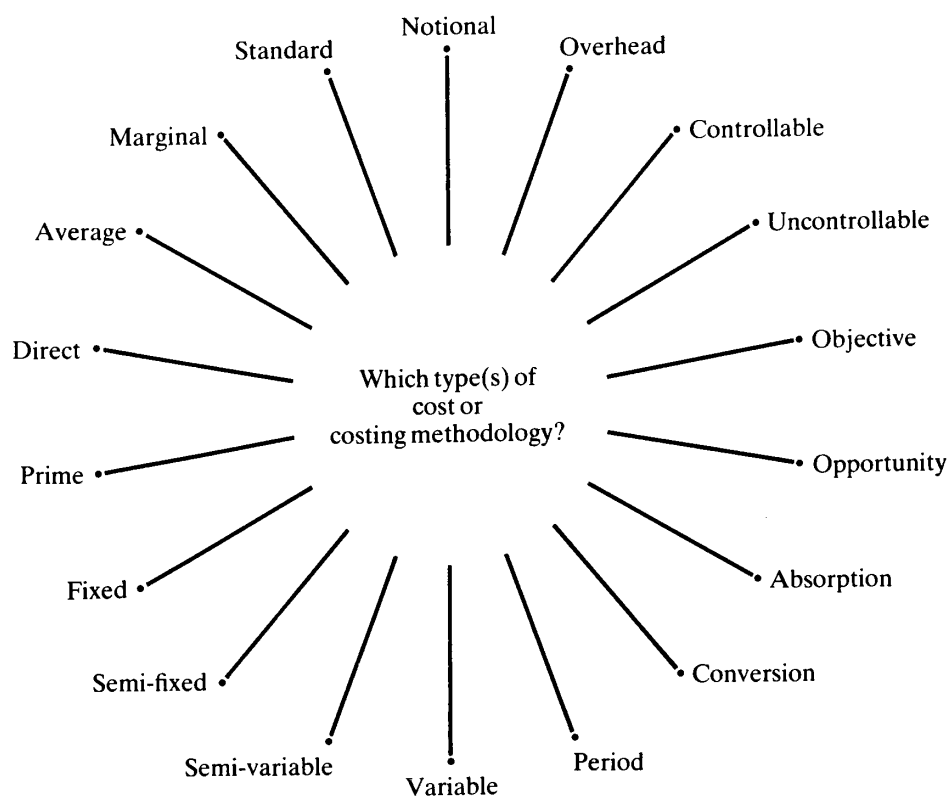 Notional
Standard
Overhead
Marginal
Controllable
Average
Uncontrollable
Direct
Objective
Which type(s) of
cost or
costing methodology?
Prime
Opportunity
Fixed
Absorption
Semi-fixed
Conversion
Semi-variable
Period
Variable